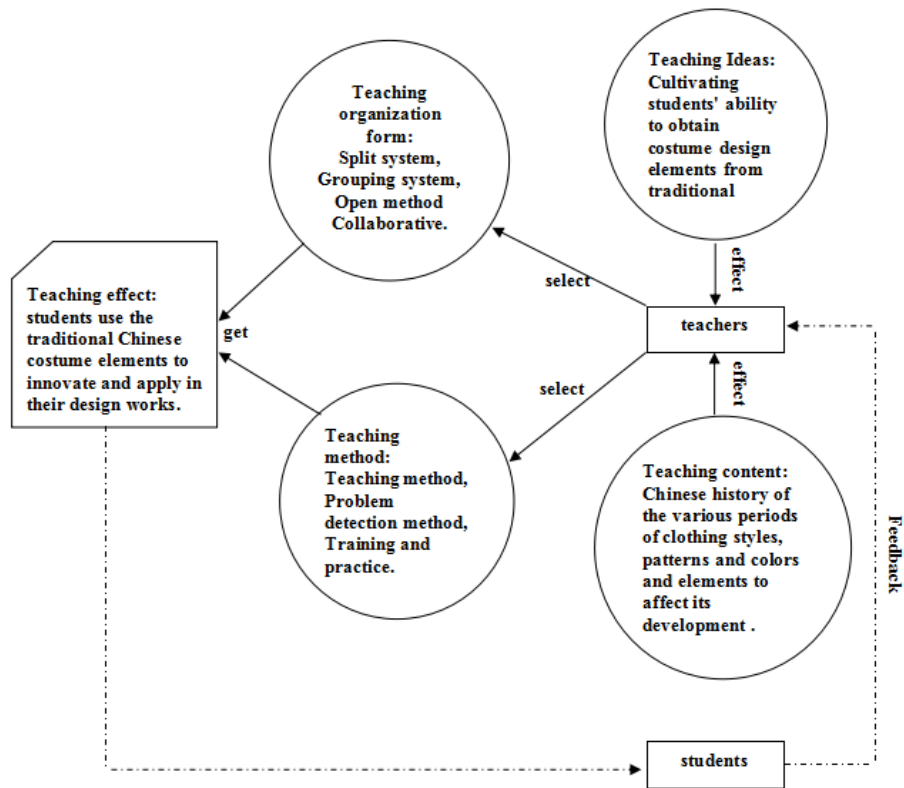 Teaching
organization
form:
Split system,
Grouping system,
Open method
Collaborative.
Teaching Ideas:
Cultivating
students' ability
to obtain
costume design
elements from
traditional
effect
select
teachers
Teaching effect:
students use the
traditional Chinese
costume elements to
innovate and apply in
their design works.
get
select
effect
Teaching
method:
Teaching method,
Problem
detection method,
Training and
practice.
Teaching content:
Chinese history of
the various periods
of clothing styles,
patterns and colors
and elements to
affect its
development .
Feedback
students